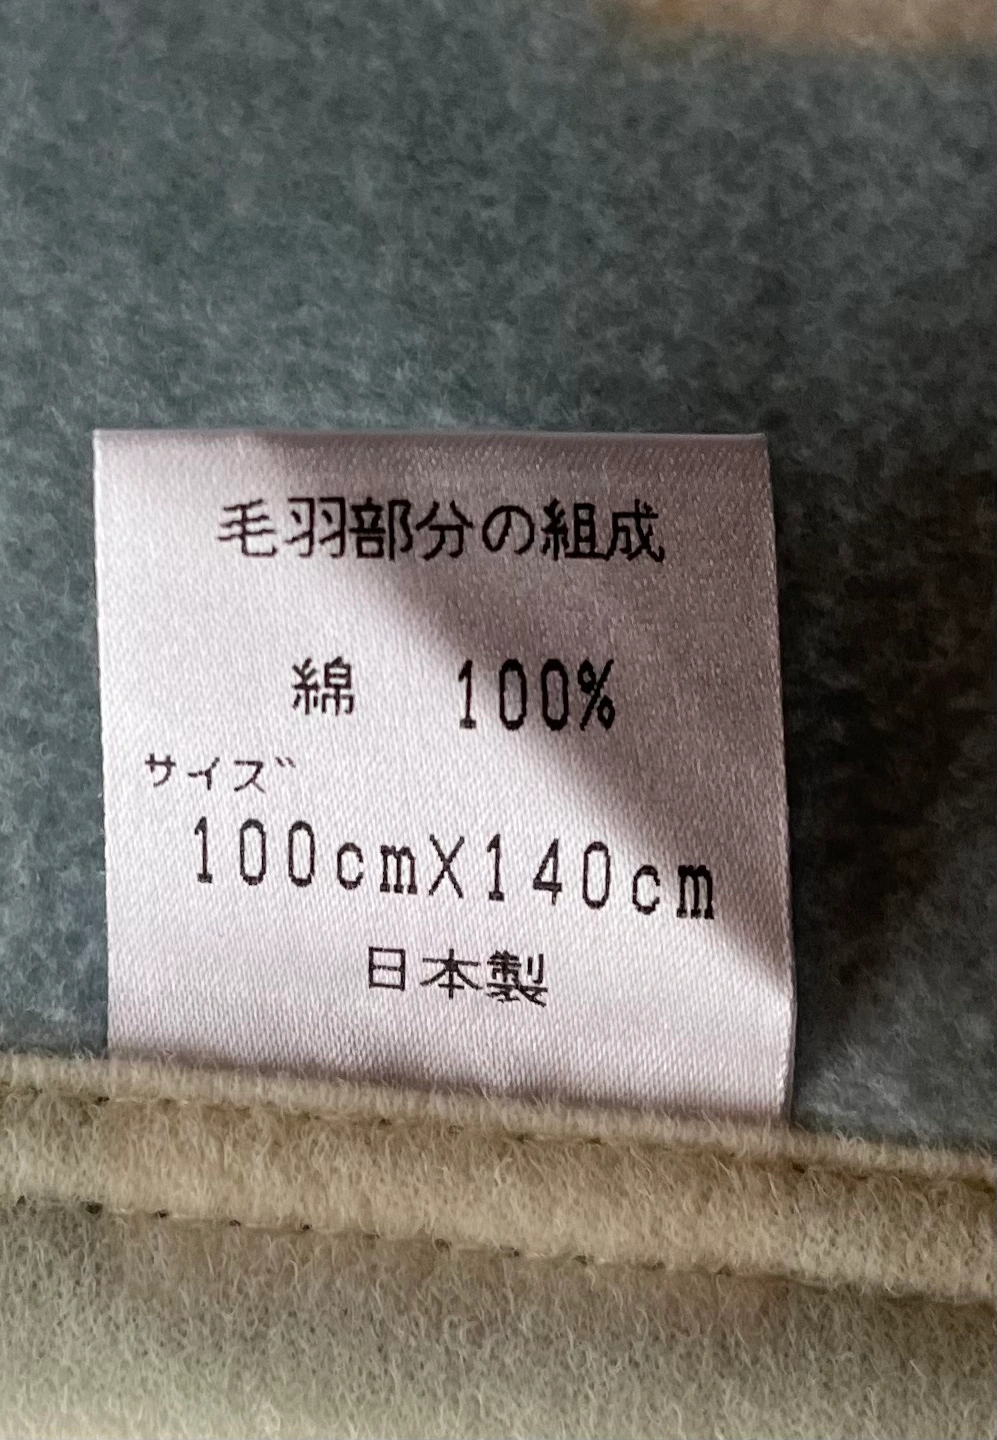 毛羽部分の組成
綿 100%
サイズ
100cmX140cm
日本製